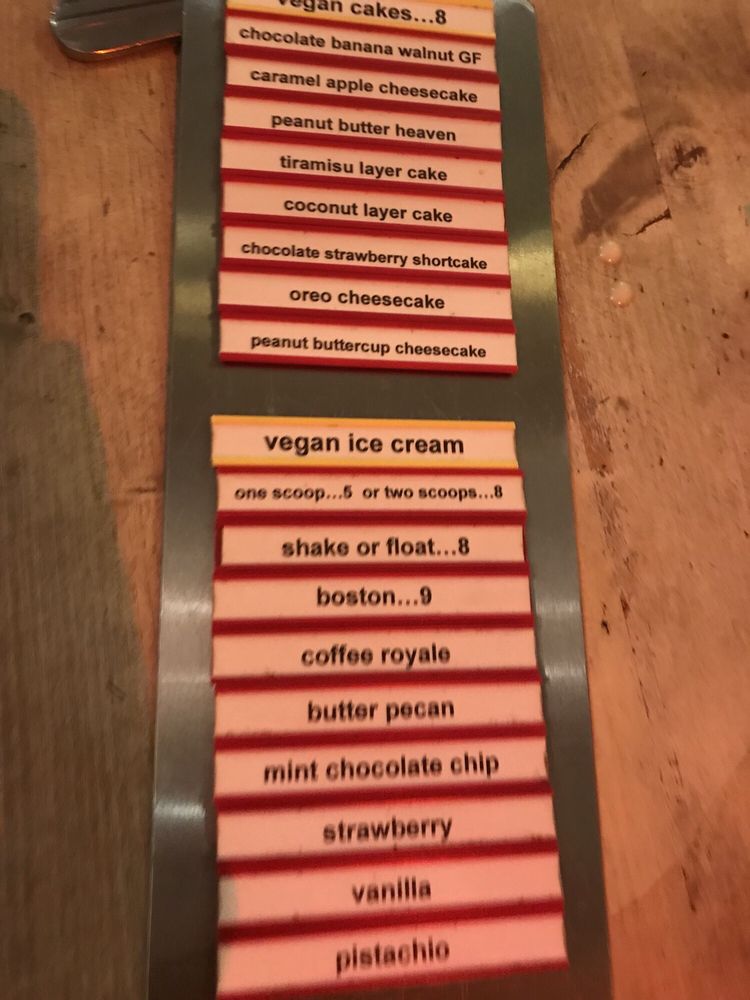 vegan cakes...8
chocolate banana walnut GF
caramel apple cheesecake
peanut butter heaven
tiramisu layer cake
coconut layer cake
chocolate strawberry shortcake
oreo cheesecake
peanut buttercup cheesecake
vegan ice cream
one scoop...5 or two scoops...8
shake or float...8
boston...9
coffee royale
butter pecan
mint chocolate chip
strawberry
vanilla
pistachio